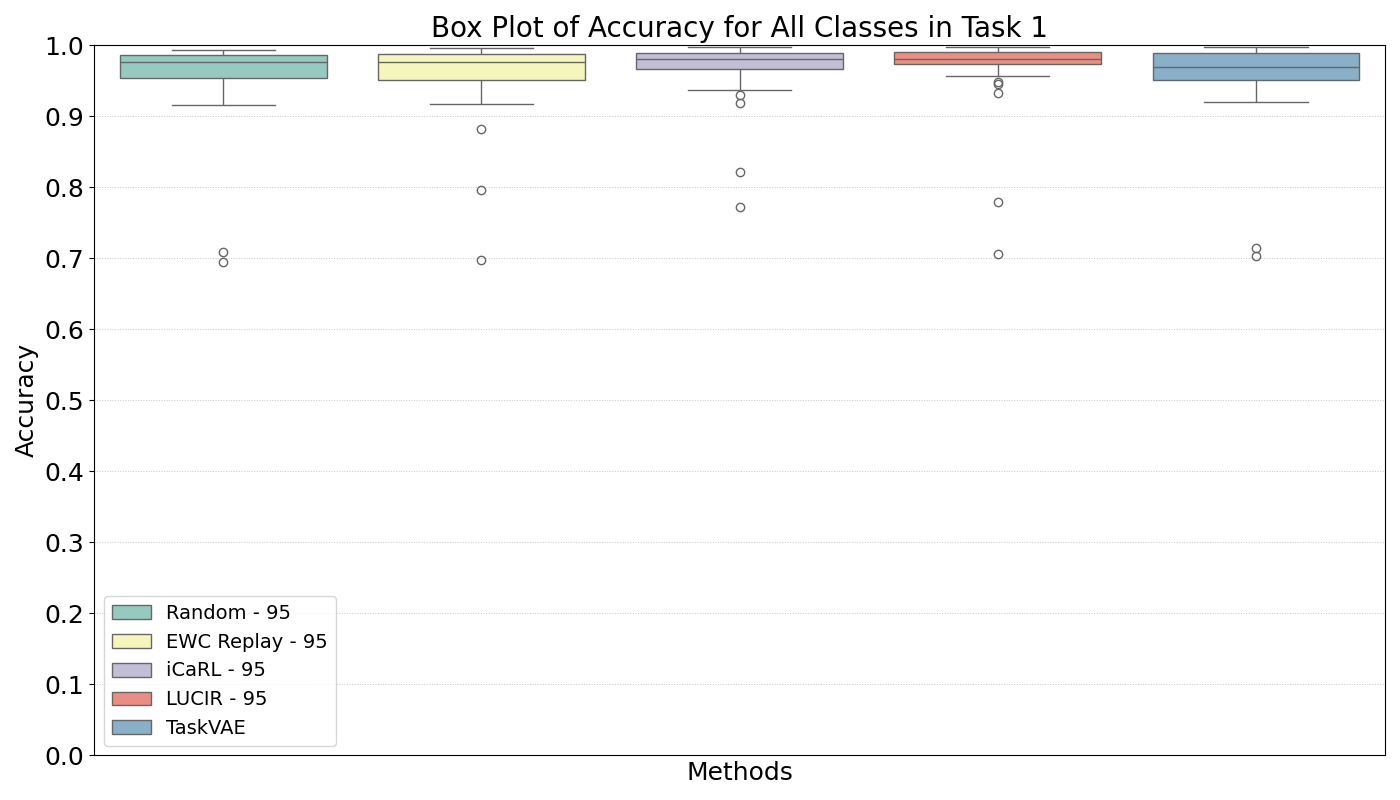 Box Plot of Accuracy for All Classes in Task 1
1.0
0.9
0.8
0.7
0.6
0.5
0.4
0.3
0.2
0.1
0.0
Accuracy
Random - 95
EWC Replay - 95
iCaRL - 95
LUCIR - 95
TaskVAE
Methods